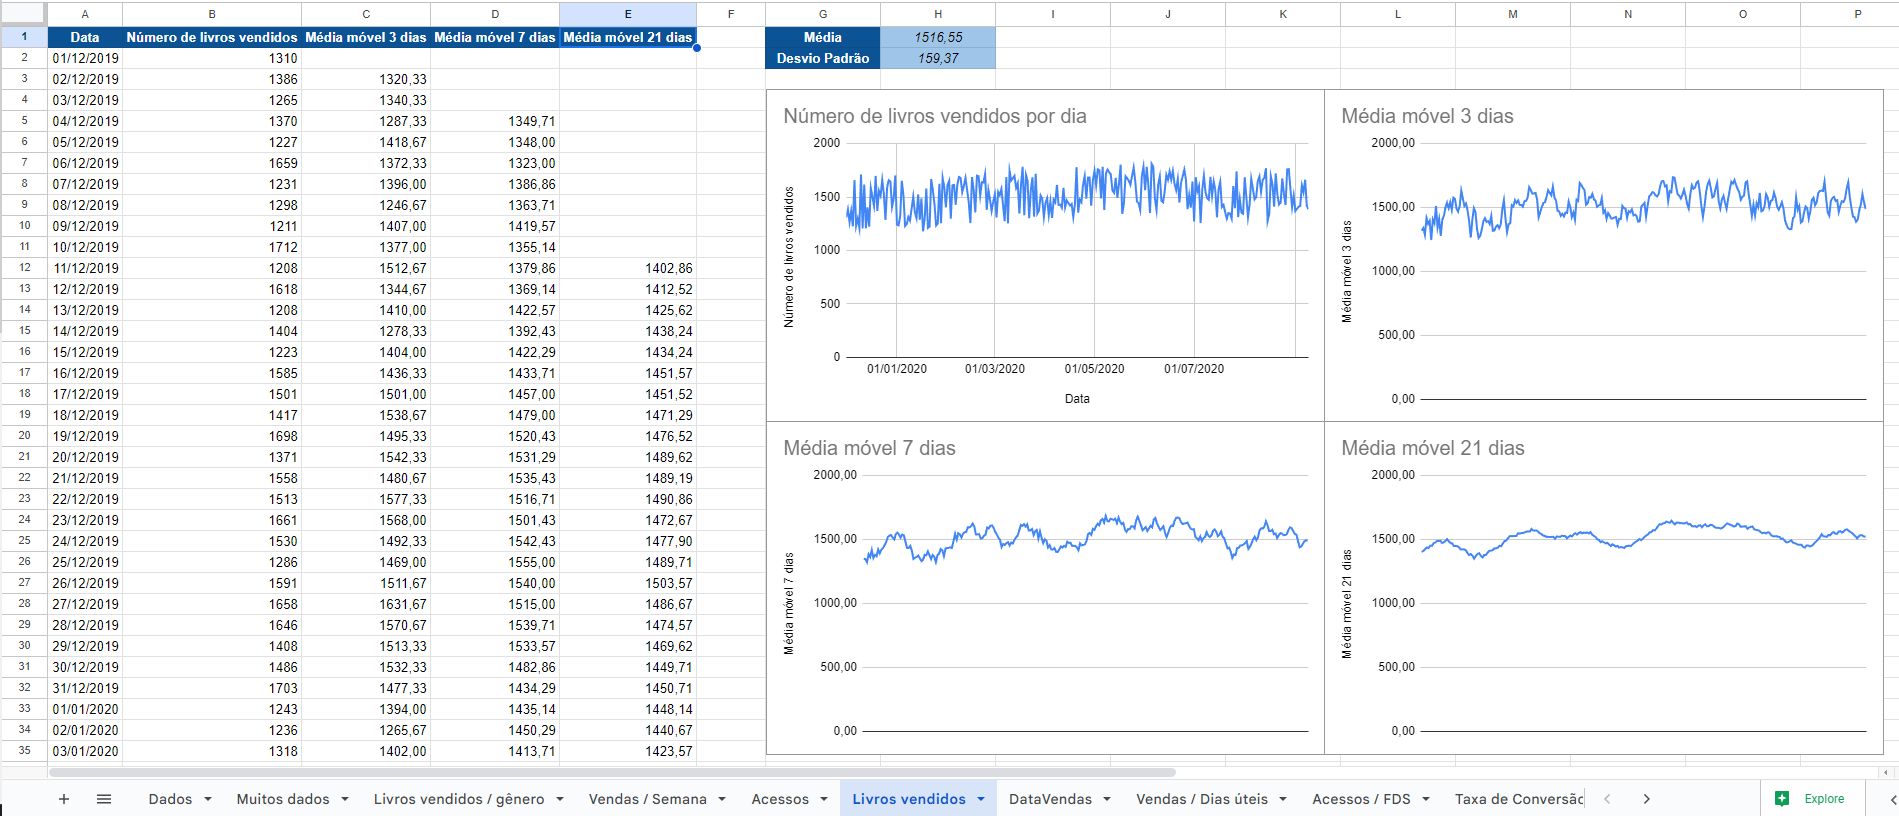 A B C D E F G H I J K L M N O P
1 Data Número de livros vendidos Média móvel 3 dias Média móvel 7 dias Média móvel 21 dias Média 1516,55
2 01/12/2019 1310 Desvio Padrão 159,37
3 02/12/2019 1386 1320,33
4 03/12/2019 1265 1340,33
5 04/12/2019 1370 1287,33 1349,71
6 05/12/2019 1227 1418,67 1348,00
7 06/12/2019 1659 1372,33 1323,00
8 07/12/2019 1231 1396,00 1386,86
9 08/12/2019 1298 1246,67 1363,71
10 09/12/2019 1211 1407,00 1419,57
11 10/12/2019 1712 1377,00 1355,14
12 11/12/2019 1208 1512,67 1379,86 1402,86
13 12/12/2019 1618 1344,67 1369,14 1412,52
14 13/12/2019 1208 1410,00 1422,57 1425,62
15 14/12/2019 1404 1278,33 1392,43 1438,24
16 15/12/2019 1223 1404,00 1422,29 1434,24
17 16/12/2019 1585 1436,33 1433,71 1451,57
18 17/12/2019 1501 1501,00 1457,00 1451,52
19 18/12/2019 1417 1538,67 1479,00 1471,29
20 19/12/2019 1698 1495,33 1520,43 1476,52
21 20/12/2019 1371 1542,33 1531,29 1489,62
22 21/12/2019 1558 1480,67 1535,43 1489,19
23 22/12/2019 1513 1577,33 1516,71 1490,86
24 23/12/2019 1661 1568,00 1501,43 1472,67
25 24/12/2019 1530 1492,33 1542,43 1477,90
26 25/12/2019 1286 1469,00 1555,00 1489,71
27 26/12/2019 1591 1511,67 1540,00 1503,57
28 27/12/2019 1658 1631,67 1515,00 1486,67
29 28/12/2019 1646 1570,67 1539,71 1474,57
30 29/12/2019 1408 1513,33 1533,57 1469,62
31 30/12/2019 1486 1532,33 1482,86 1449,71
32 31/12/2019 1703 1477,33 1434,29 1450,71
33 01/01/2020 1243 1394,00 1435,14 1448,14
34 02/01/2020 1236 1265,67 1450,29 1440,67
35 03/01/2020 1318 1402,00 1413,71 1423,57
Número de livros vendidos por dia
Número de livros vendidos
2000
1500
1000
500
0
01/01/2020 01/03/2020 01/05/2020 01/07/2020
Data
Média móvel 3 dias
Média móvel 3 dias
2000,00
1500,00
1000,00
500,00
0,00
Média móvel 7 dias
Média móvel 7 dias
2000,00
1500,00
1000,00
500,00
0,00
Média móvel 21 dias
Média móvel 21 dias
2000,00
1500,00
1000,00
500,00
0,00
Dados Muitos dados Livros vendidos / gênero Vendas / Semana Acessos Livros vendidos DataVendas Vendas / Dias úteis Acessos / FDS Taxa de Conversão Explore